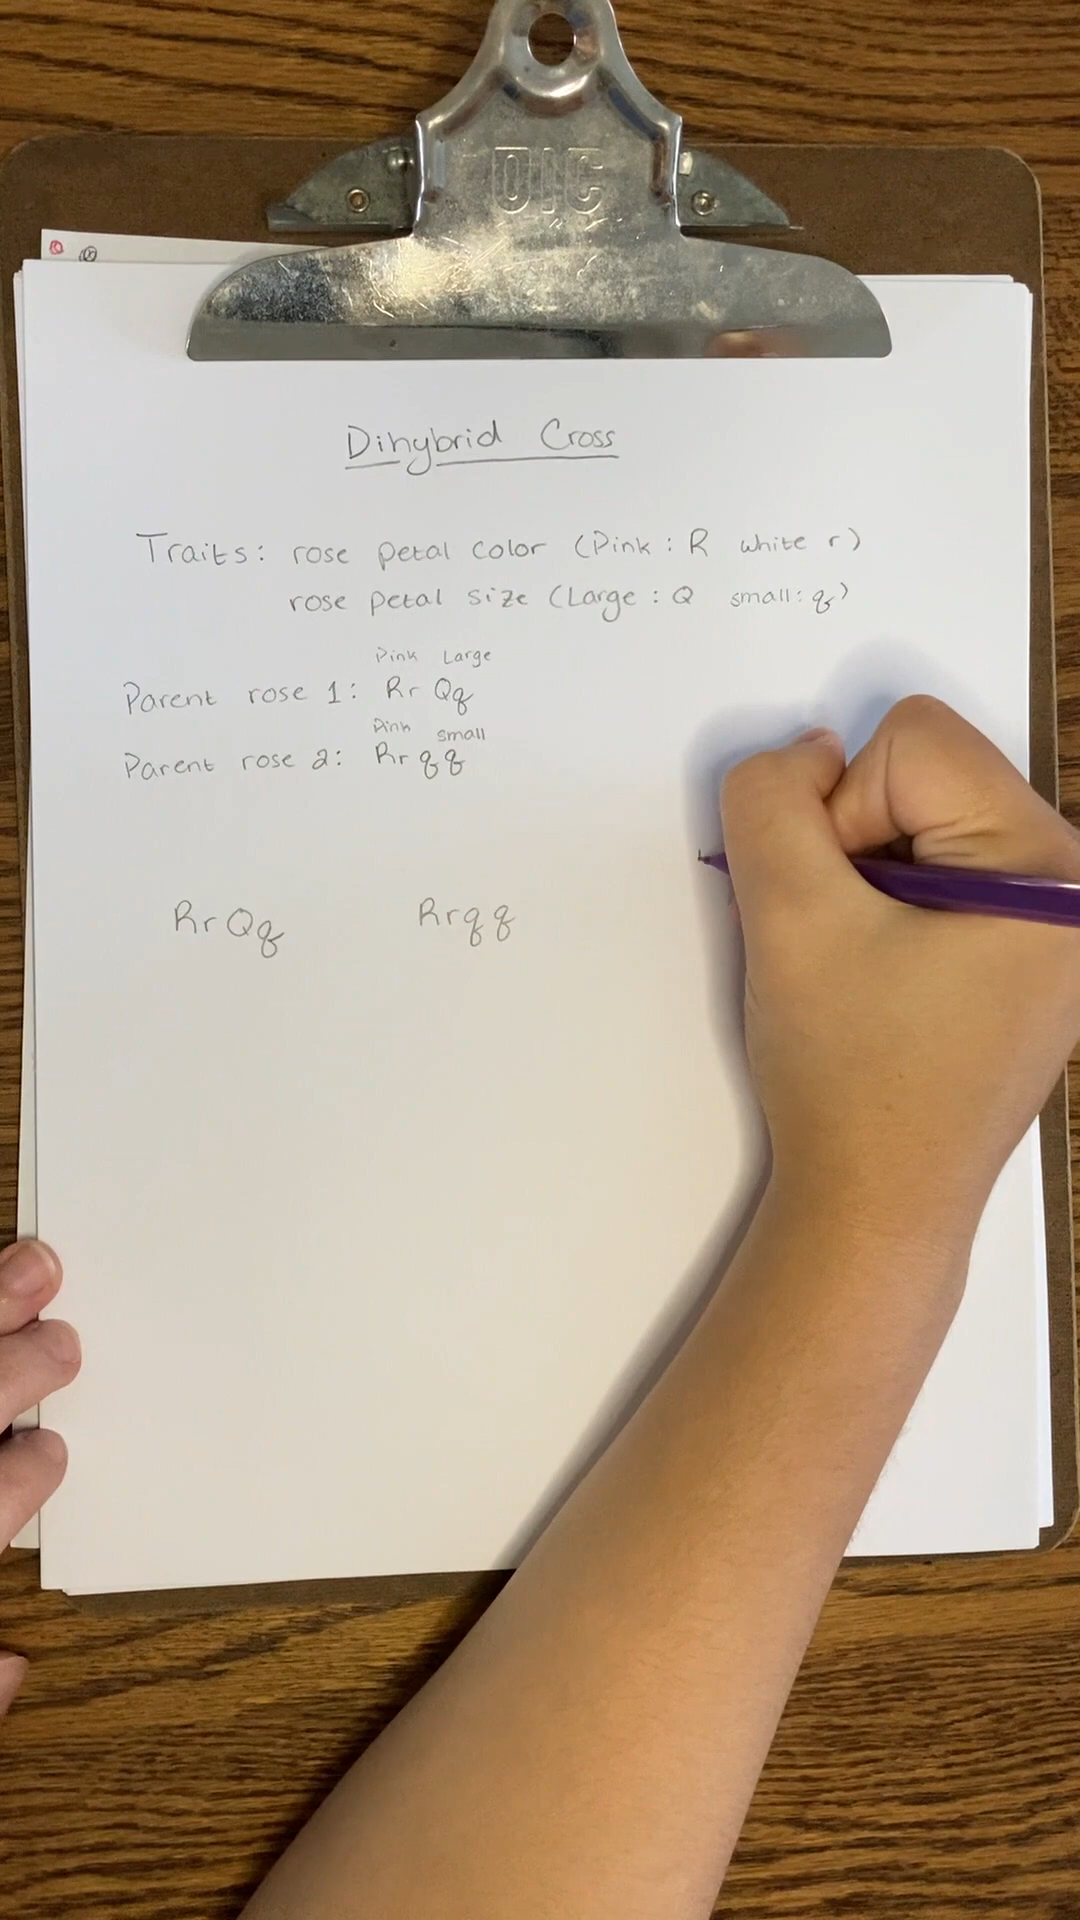 OIC
Dihybrid Cross
Traits: rose petal color (Pink: R white r)
rose petal size (Large: Q small: q)
Pink Large
Parent rose 1: Rr Qq
Pink small
Parent rose 2: Rr qq
RrQq Rrqq